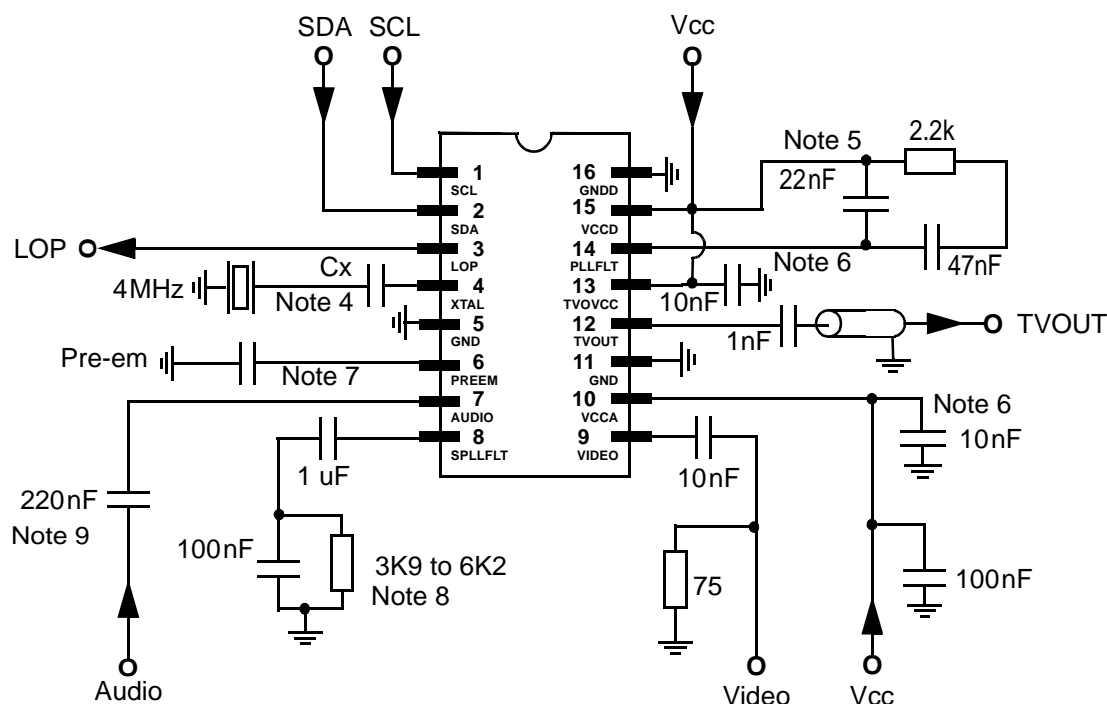 SDA SCL Vcc
Note 5 2.2k
22nF
1 16
SCL GNDD
2 15
SDA VCCD
LOP 3 14 Note 6 47nF
LOP PLLFLT
4MHz Cx 4 13 10nF
Note 4 XTAL TVOVCC
5 12 1nF TVOUT
GND TVOUT
Pre-em Note 7 6 11
PREEM GND
7 10 Note 6
AUDIO VCCA 10nF
8 9
SPLLFLT VIDEO
1 uF 10nF
220nF
Note 9
100nF 3K9 to 6K2 75 100nF
Note 8
Audio Video Vcc